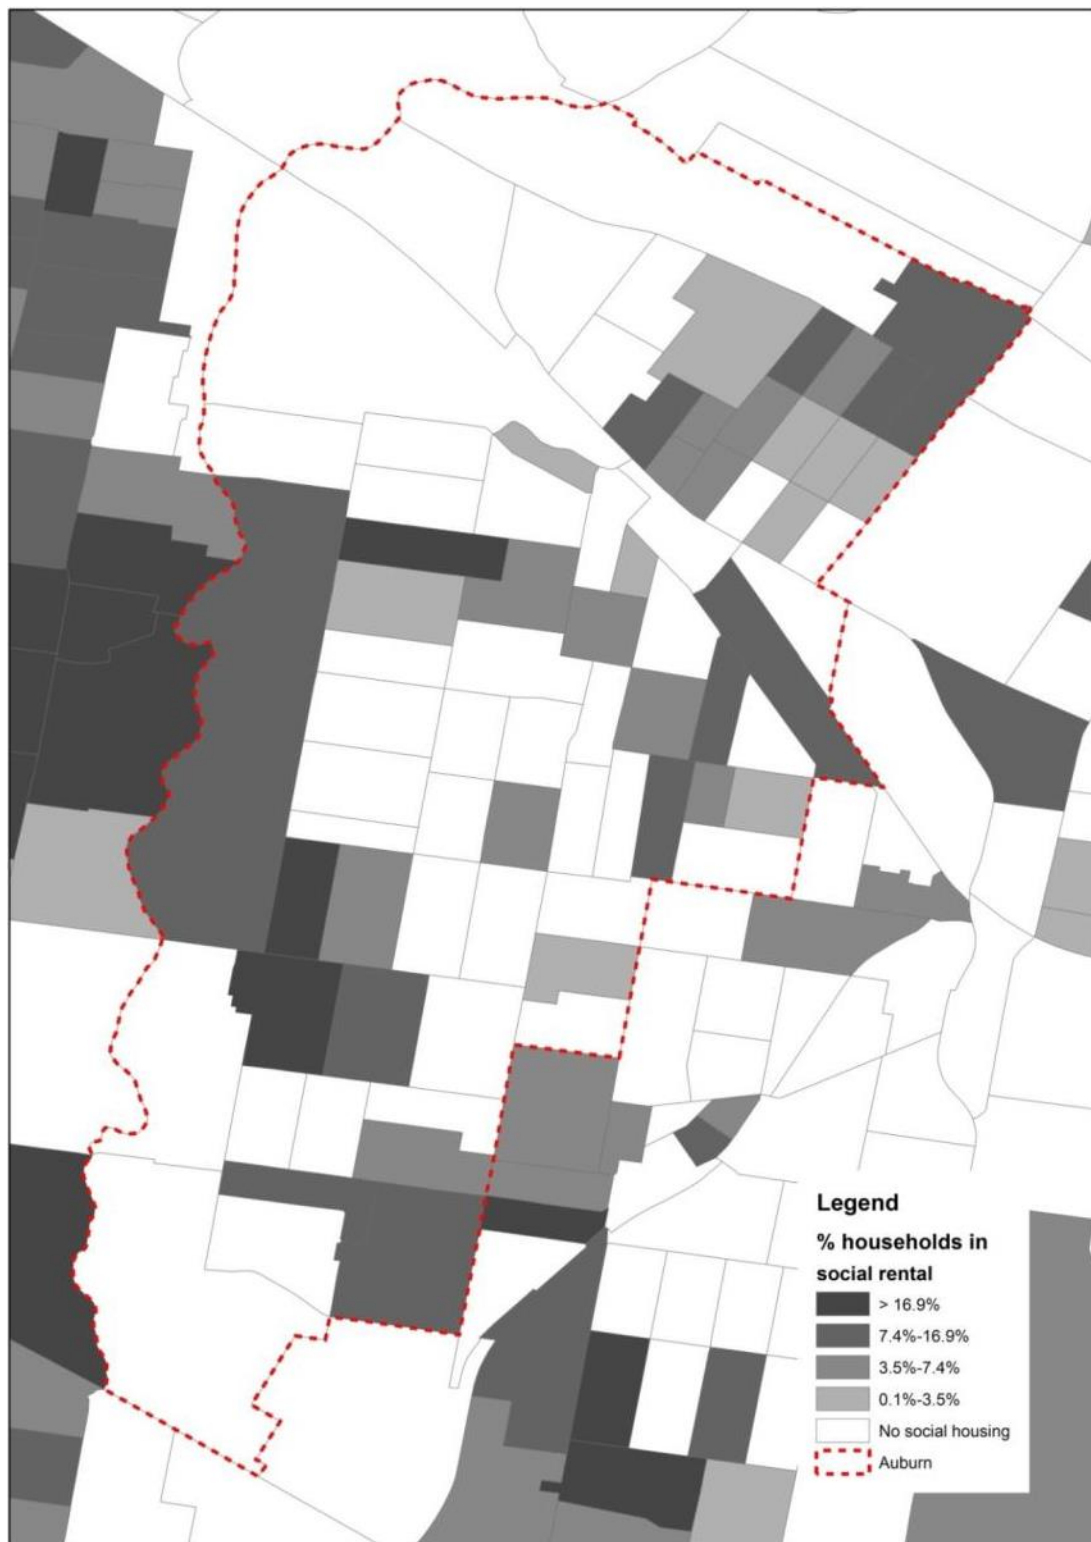 Legend
% households in
social rental
> 16.9%
7.4%-16.9%
3.5%-7.4%
0.1%-3.5%
No social housing
Auburn